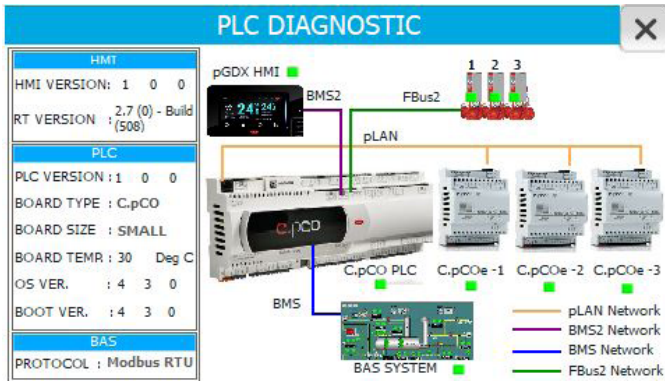 PLC DIAGNOSTIC
HMI
HMI VERSION: 1 0 0
RT VERSION : 2.7 (0) - Build (508)
PLC
PLC VERSION : 1 0 0
BOARD TYPE : C.pCO
BOARD SIZE : SMALL
BOARD TEMP. : 30 Deg C
OS VER. : 4 3 0
BOOT VER. : 4 3 0
BAS
PROTOCOL : Modbus RTU
pGDX HMI
BMS2
FBus2
1 2 3
pLAN
c.pCO
C.pCO PLC
C.pCOe -1
C.pCOe -2
C.pCOe -3
BMS
BAS SYSTEM
pLAN Network
BMS2 Network
BMS Network
FBus2 Network